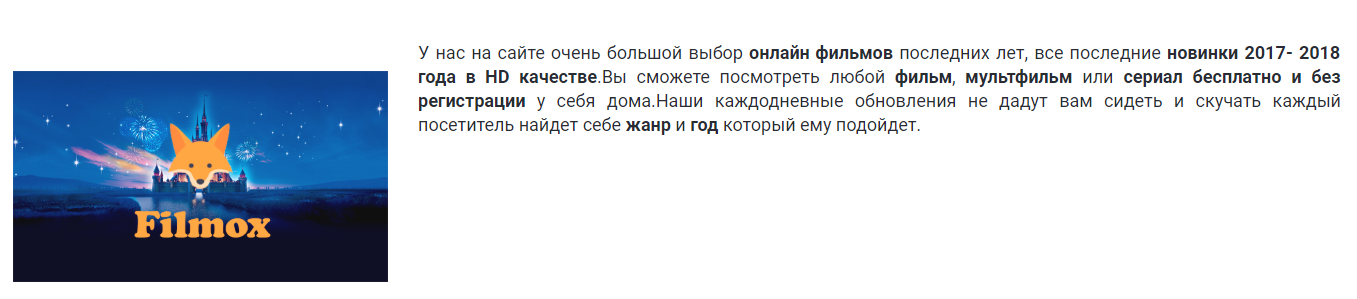 У нас на сайте очень большой выбор онлайн фильмов последних лет, все последние новинки 2017- 2018
года в HD качестве.Вы сможете посмотреть любой фильм, мультфильм или сериал бесплатно и без
регистрации у себя дома.Наши каждодневные обновления не дадут вам сидеть и скучать каждый
посетитель найдет себе жанр и год который ему подойдет.
Filmox